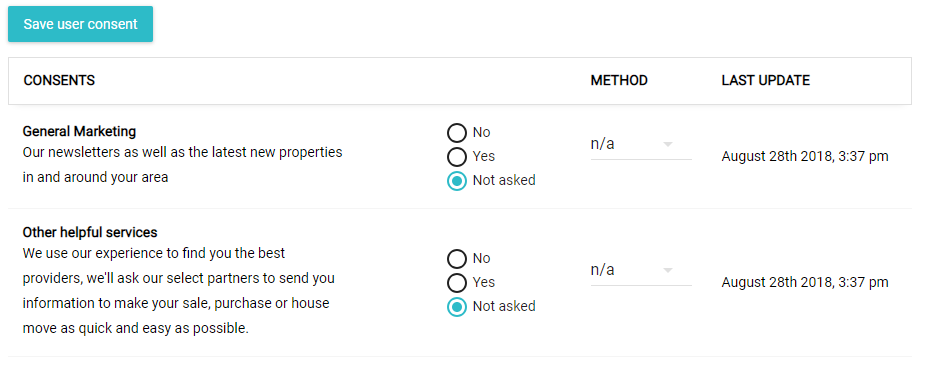 Save user consent
CONSENTS METHOD LAST UPDATE
General Marketing
Our newsletters as well as the latest new properties
in and around your area
No
Yes
Not asked
n/a
August 28th 2018, 3:37 pm
Other helpful services
We use our experience to find you the best
providers, we'll ask our select partners to send you
information to make your sale, purchase or house
move as quick and easy as possible.
No
Yes
Not asked
n/a
August 28th 2018, 3:37 pm